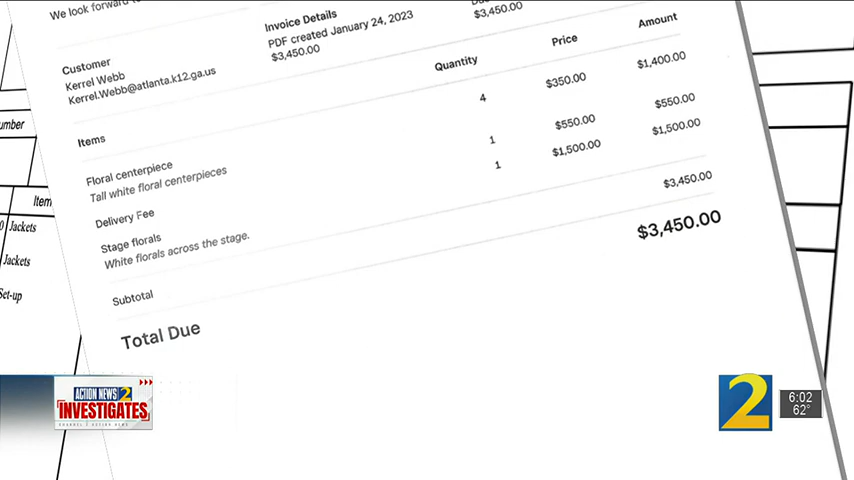 We look forward
Invoice Details
PDF created January 24, 2023
$3,450.00
$3,450.00
Customer
Kerrel Webb
Kerrel.Webb@atlanta.k12.ga.us
Items
Quantity
Price
Amount
Floral centerpiece
Tall white floral centerpieces
4
$350.00
$1,400.00
Delivery Fee
1
$550.00
$550.00
Stage florals
White florals across the stage.
1
$1,500.00
$1,500.00
Subtotal
$3,450.00
Total Due
$3,450.00
Item
Jackets
Jackets
Set-up
ACTION NEWS 2
INVESTIGATES
CHANNEL 2 ACTION NEWS
2
6:02
62°